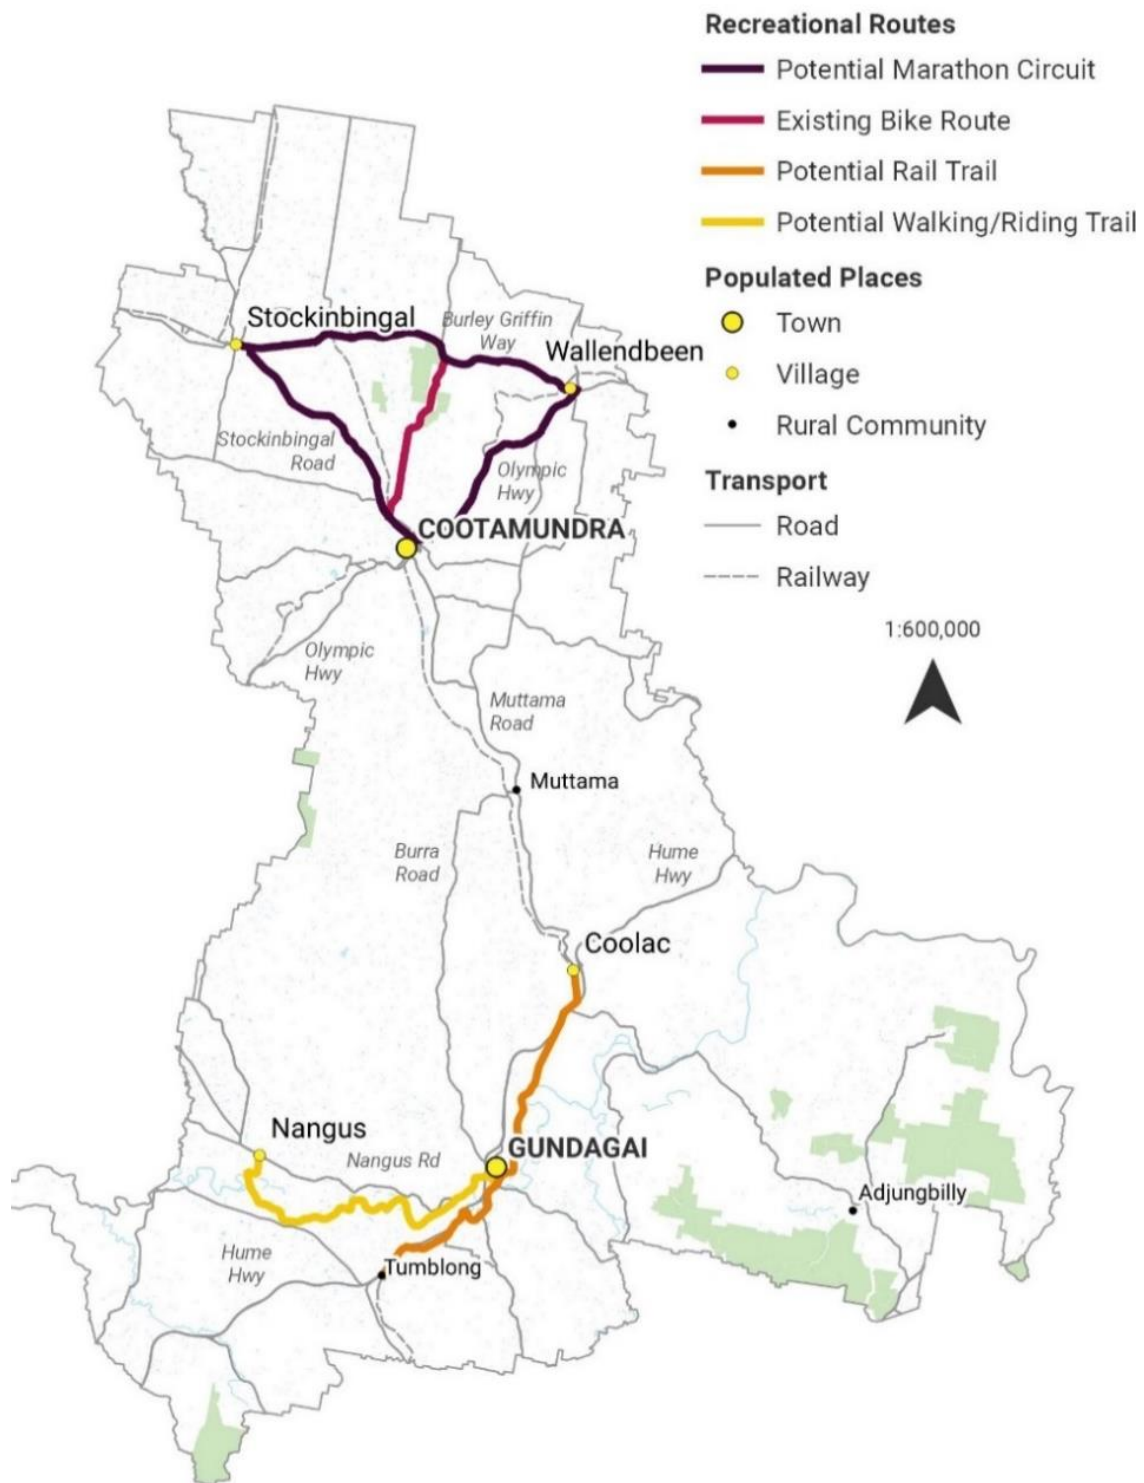 Recreational Routes
Potential Marathon Circuit
Existing Bike Route
Potential Rail Trail
Potential Walking/Riding Trail
Populated Places
Town
Village
Rural Community
Transport
Road
Railway
1:600,000
Stockinbingal
Burley Griffin
Way
Wallendbeen
Stockinbingal
Road
Olympic
Hwy
COOTAMUNDRA
Olympic
Hwy
Muttama
Road
Muttama
Burra
Road
Hume
Hwy
Coolac
Nangus
Nangus Rd
GUNDAGAI
Adjungbilly
Hume
Hwy
Tumblong